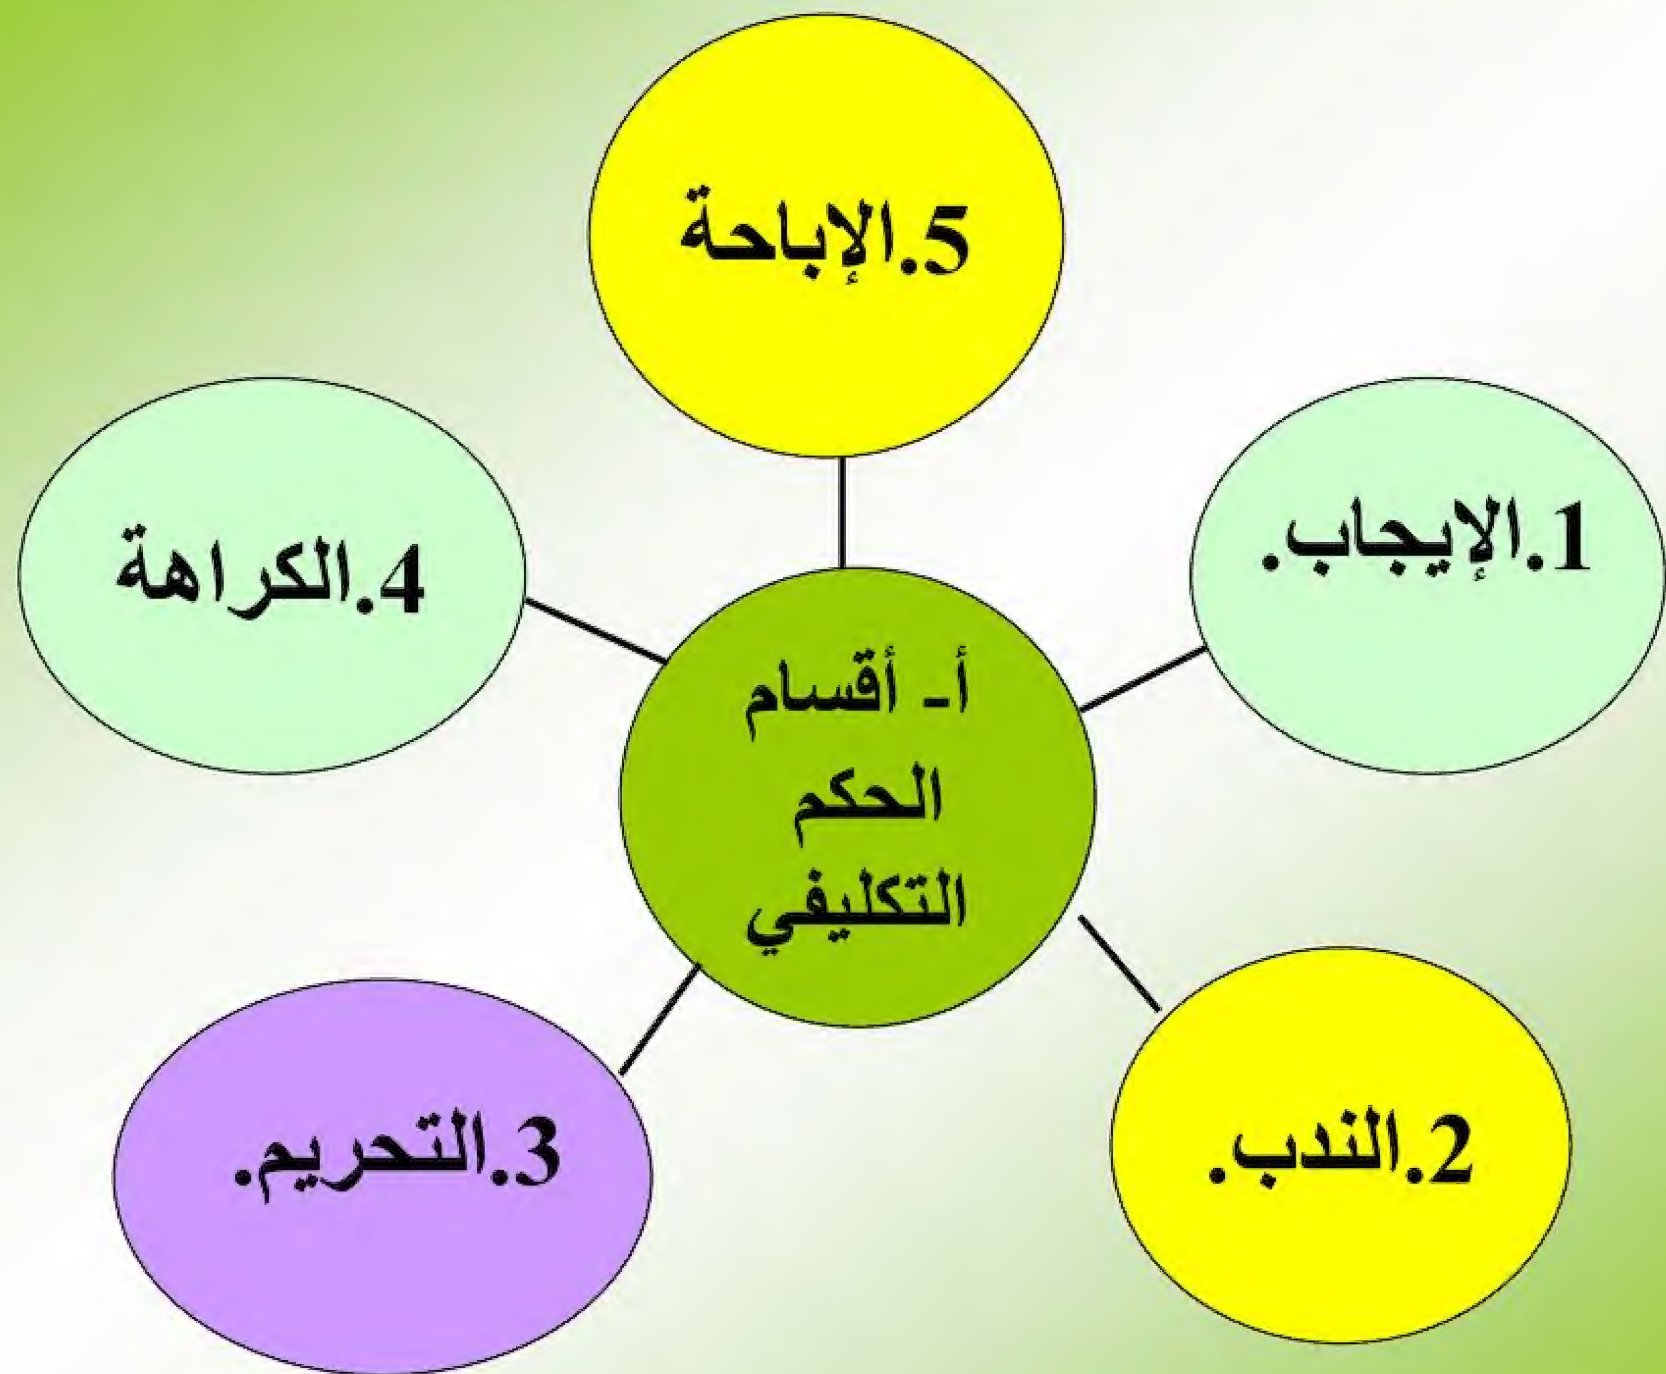 أ- أقسام
الحكم
التكليفي
1.الإيجاب.
2.الندب.
3.التحريم.
4.الكراهة
5.الإباحة